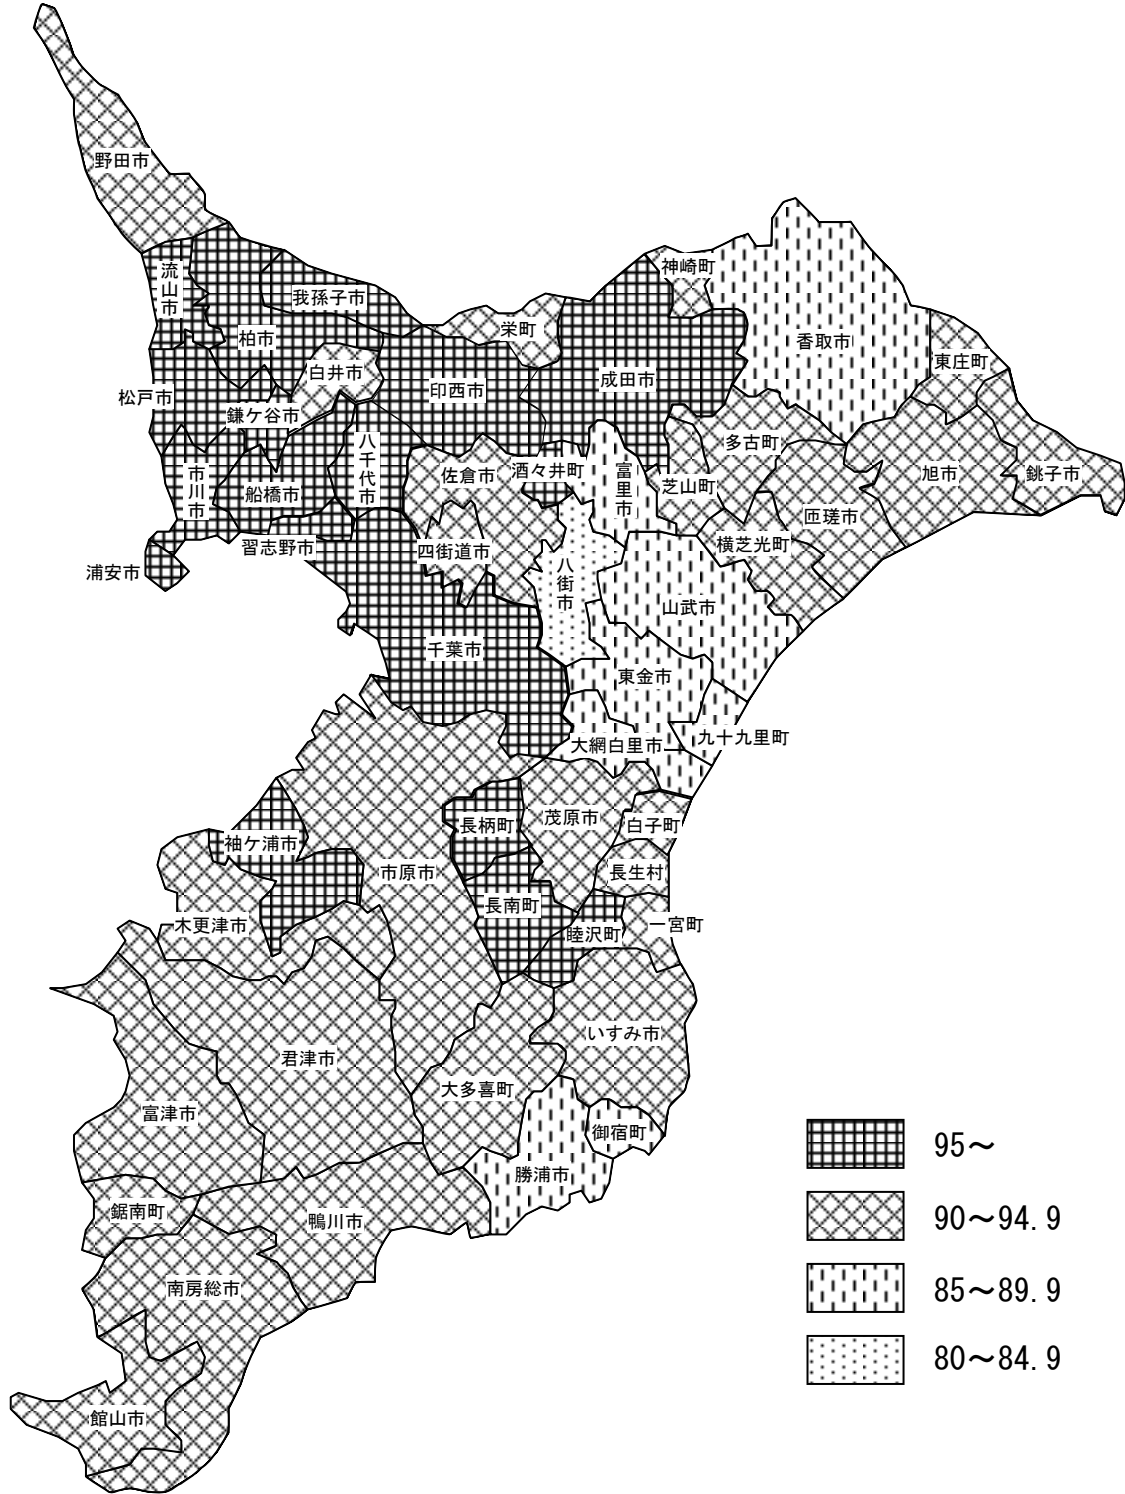 野田市
流山市
我孫子市
柏市
栄町
神崎町
香取市
成田市
東庄町
白井市
印西市
松戸市
鎌ケ谷市
多古町
八千代市
佐倉市
酒々井町
富里市
芝山町
旭市
銚子市
市川市
船橋市
匝瑳市
習志野市
四街道市
横芝光町
浦安市
八街市
山武市
千葉市
東金市
大網白里市
九十九里町
長柄町
茂原市
白子町
袖ケ浦市
市原市
長生村
長南町
木更津市
睦沢町
一宮町
いすみ市
君津市
大多喜町
富津市
御宿町
勝浦市
鋸南町
鴨川市
南房総市
館山市
95～
90～94.9
85～89.9
80～84.9